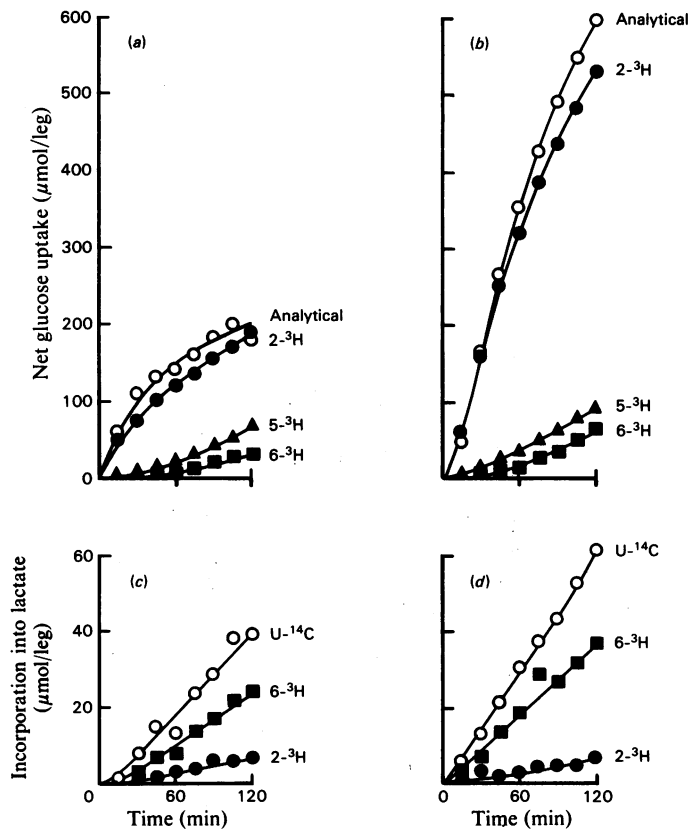 600
(a)
(b)
Analytical
2-³H
500
400
300
200
100
0
Net glucose uptake (μmol/leg)
Analytical
2-³H
5-³H
6-³H
5-³H
6-³H
60
(c)
(d)
U-¹⁴C
40
U-¹⁴C
6-³H
20
6-³H
2-³H
2-³H
Incorporation into lactate
(μmol/leg)
0
60
120
0
60
120
Time (min)
Time (min)